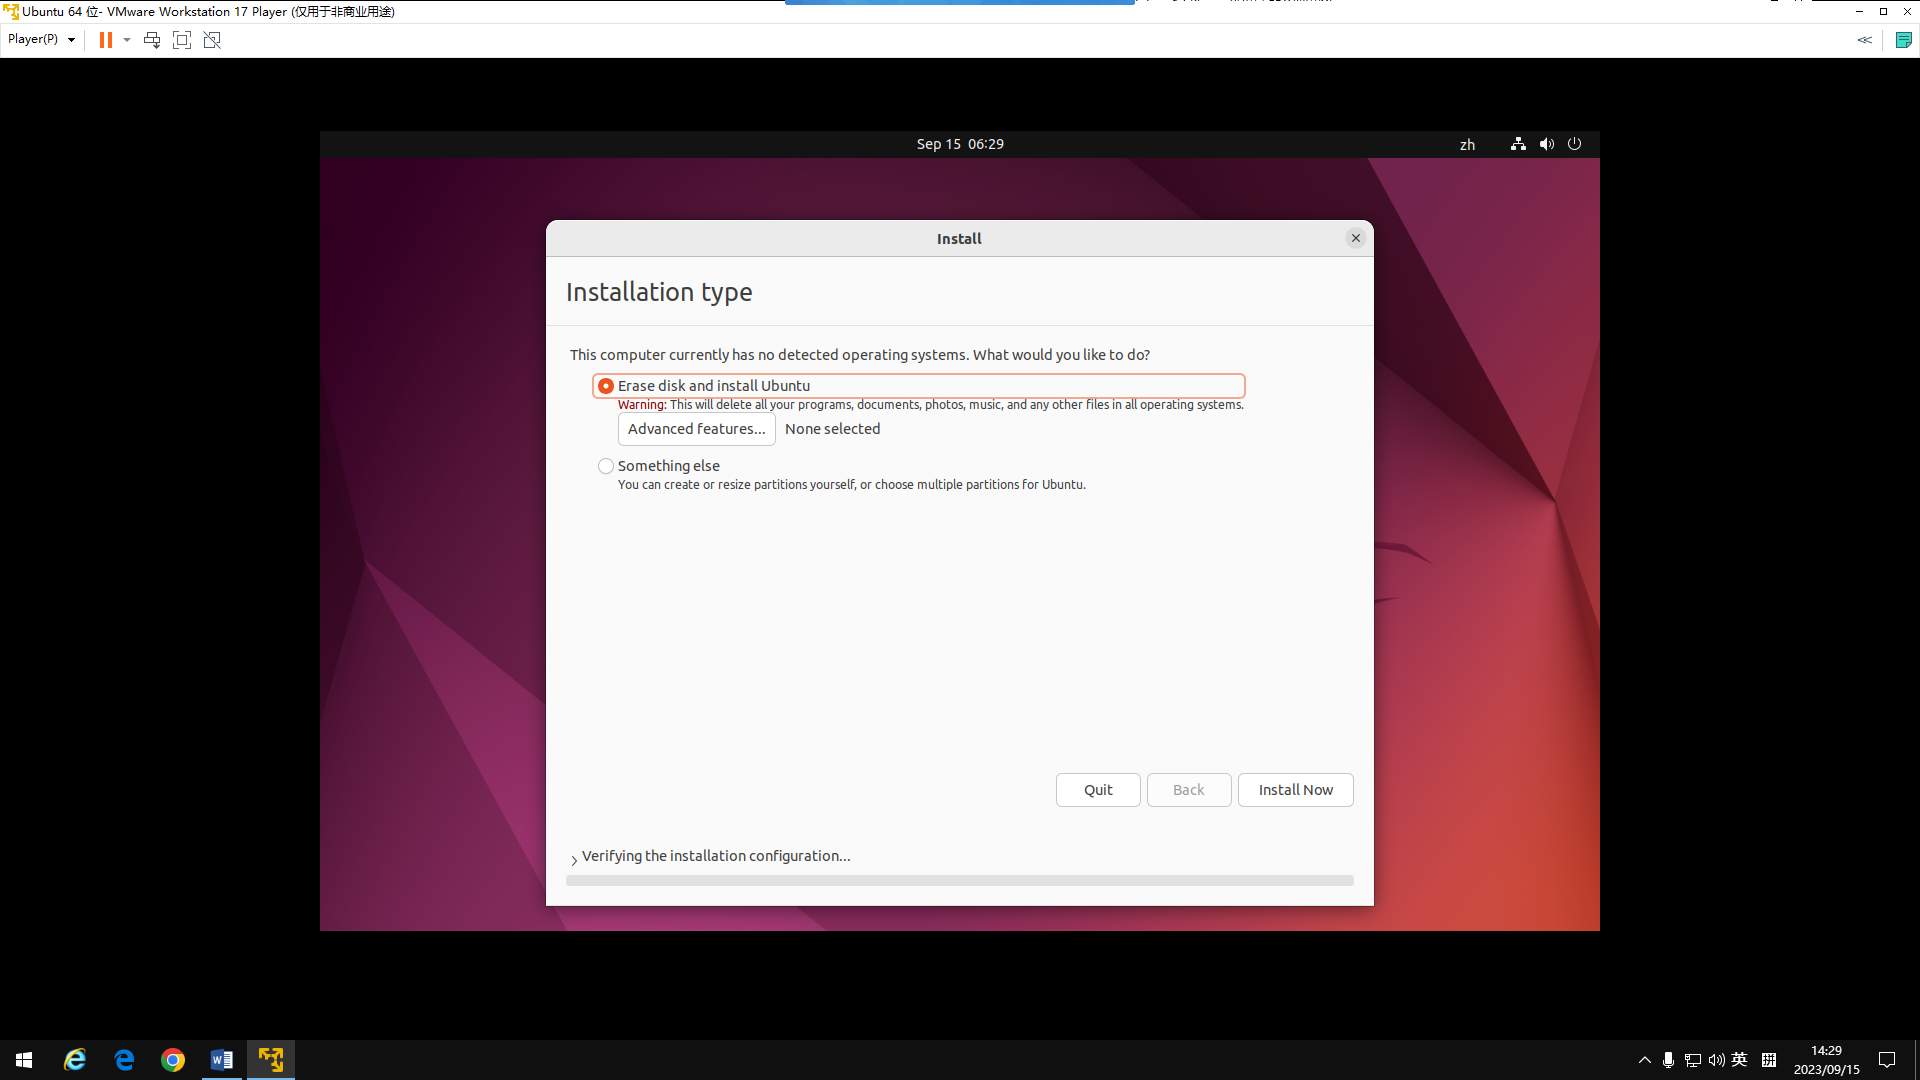 Ubuntu 64 位- VMware Workstation 17 Player (仅用于非商业用途)
Player(P)
Sep 15 06:29
zh
Install
Installation type
This computer currently has no detected operating systems. What would you like to do?
Erase disk and install Ubuntu
Warning: This will delete all your programs, documents, photos, music, and any other files in all operating systems.
Advanced features... None selected
Something else
You can create or resize partitions yourself, or choose multiple partitions for Ubuntu.
Quit Back Install Now
Verifying the installation configuration...
英 拼
14:29
2023/09/15